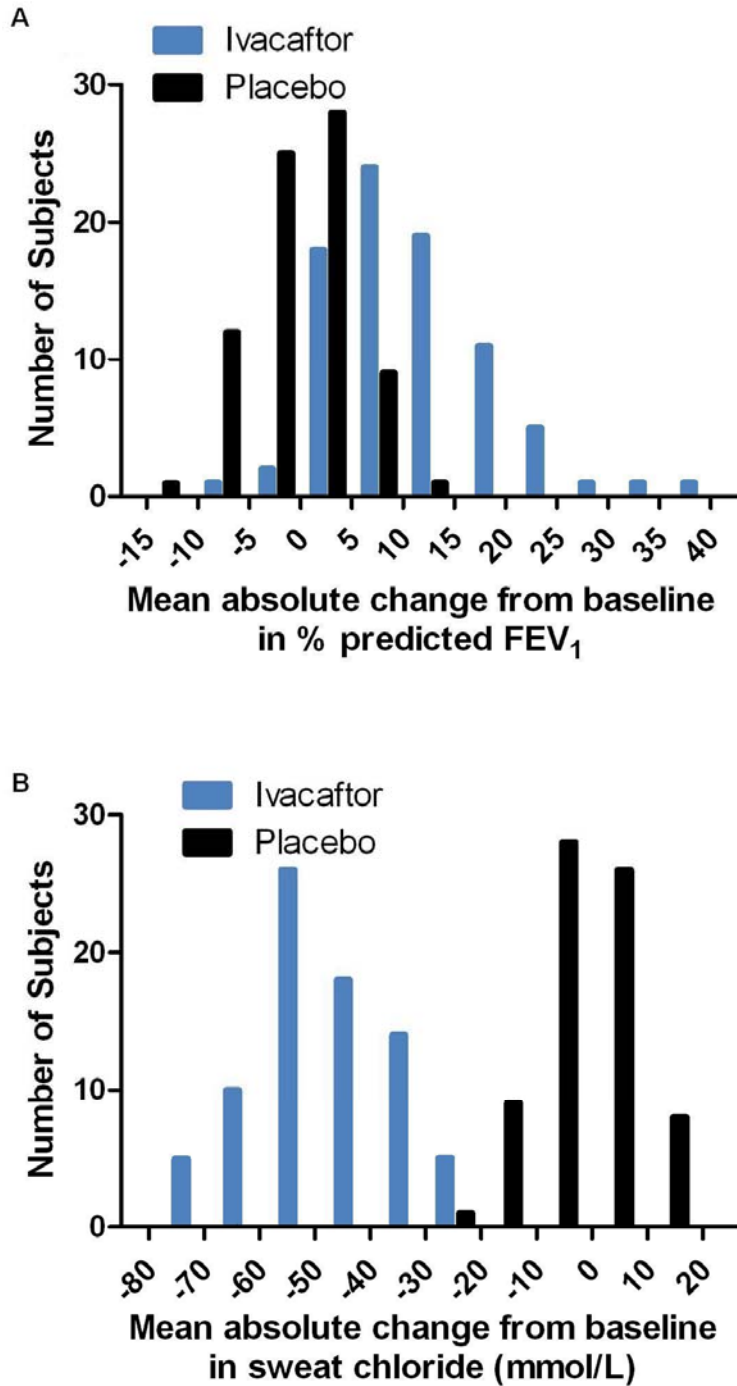 A
Ivacaftor
Placebo
30
20
10
0
Number of Subjects
-15 -10 -5 0 5 10 15 20 25 30 35 40
Mean absolute change from baseline
in % predicted FEV₁
B
Ivacaftor
Placebo
30
20
10
0
Number of Subjects
-80 -70 -60 -50 -40 -30 -20 -10 0 10 20
Mean absolute change from baseline
in sweat chloride (mmol/L)